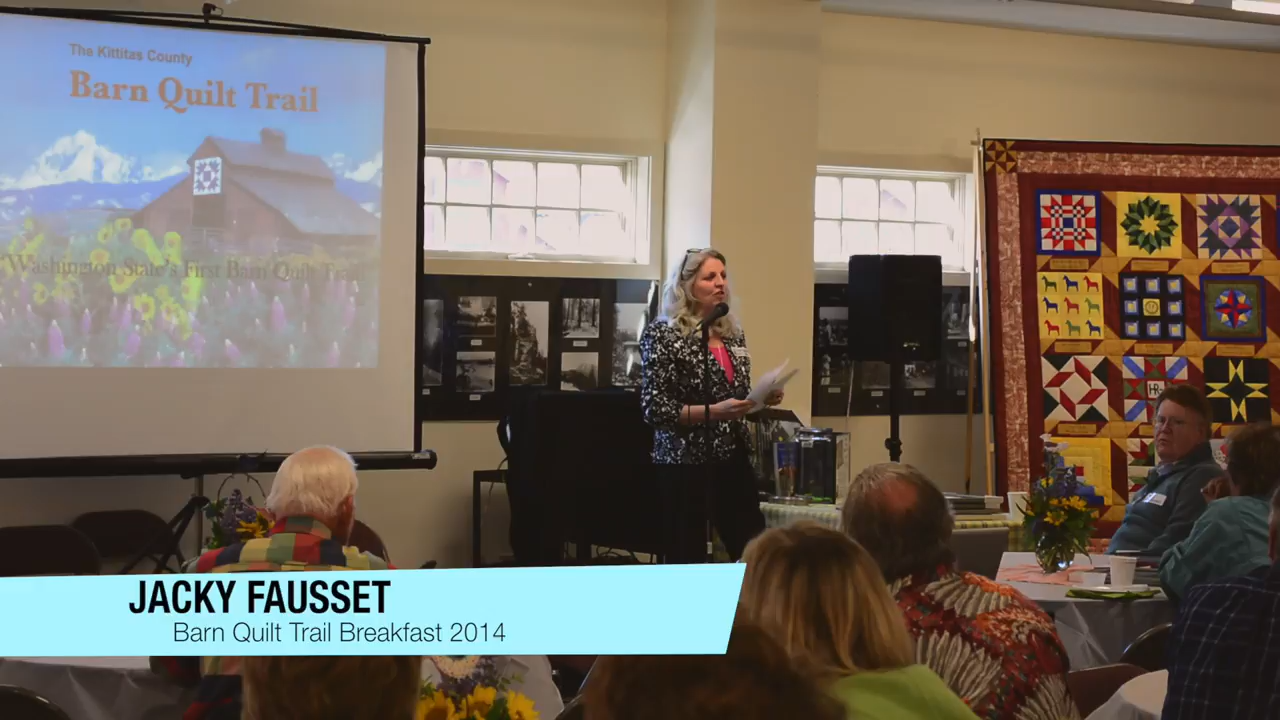 The Kittitas County
Barn Quilt Trail
"Washington State's First Barn Quilt Trail"
HR
JACKY FAUSSET
Barn Quilt Trail Breakfast 2014